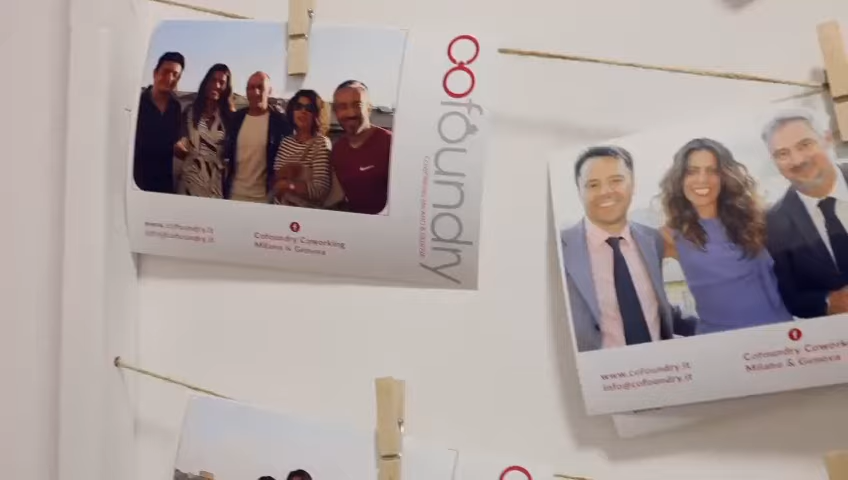 cofoundry
www.cofoundry.it
info@cofoundry.it
Cofoundry Coworking
Milano & Genova
www.cofoundry.it
info@cofoundry.it
Cofoundry Cowork
Milano & Genova